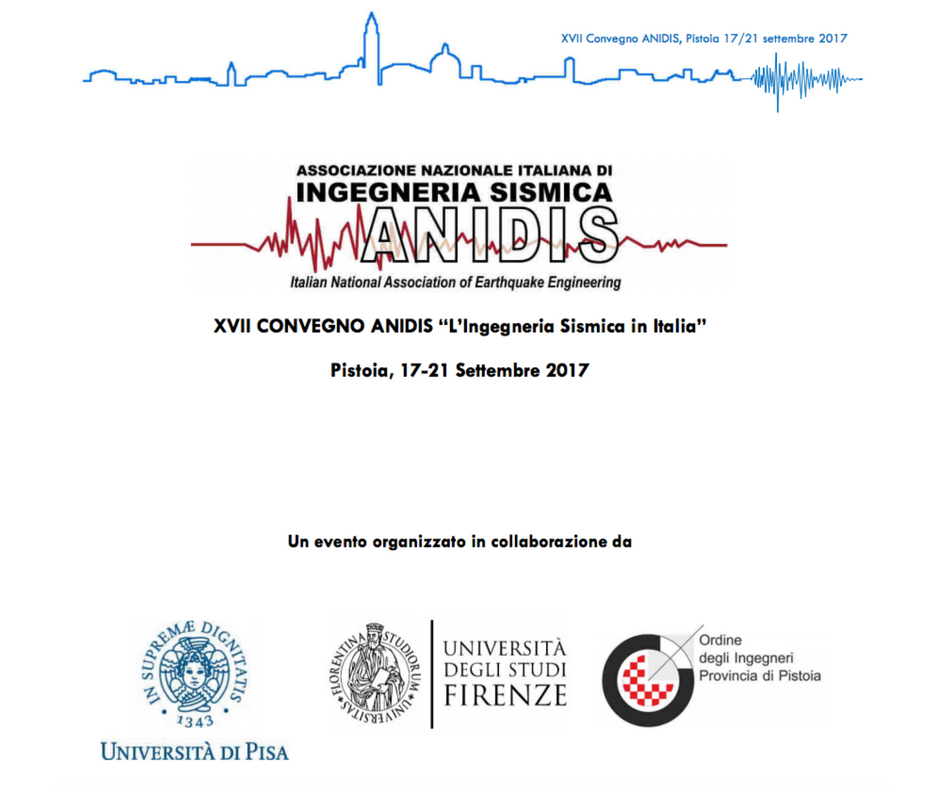 XVII Convegno ANIDIS, Pistoia 17/21 settembre 2017
ASSOCIAZIONE NAZIONALE ITALIANA DI
INGEGNERIA SISMICA
ANIDIS
Italian National Association of Earthquake Engineering
XVII CONVEGNO ANIDIS “L’Ingegneria Sismica in Italia”
Pistoia, 17-21 Settembre 2017
Un evento organizzato in collaborazione da
IN SUPREMÆ DIGNITATIS
• 1343 •
UNIVERSITÀ DI PISA
FLORENTINA STUDIORUM UNIVERSITAS
UNIVERSITÀ
DEGLI STUDI
FIRENZE
Ordine
degli Ingegneri
Provincia di Pistoia